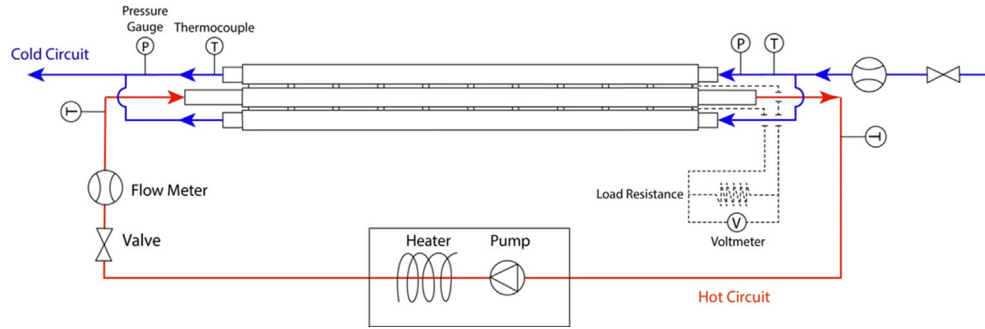 Pressure
Gauge
Thermocouple
Cold Circuit
P
T
P
T
T
T
Flow Meter
Load Resistance
V
Voltmeter
Valve
Heater
Pump
Hot Circuit